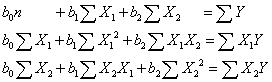 b₀n + b₁∑X₁ + b₂∑X₂ = ∑Y
b₀∑X₁ + b₁∑X₁² + b₂∑X₁X₂ = ∑X₁Y
b₀∑X₂ + b₁∑X₂X₁ + b₂∑X₂² = ∑X₂Y